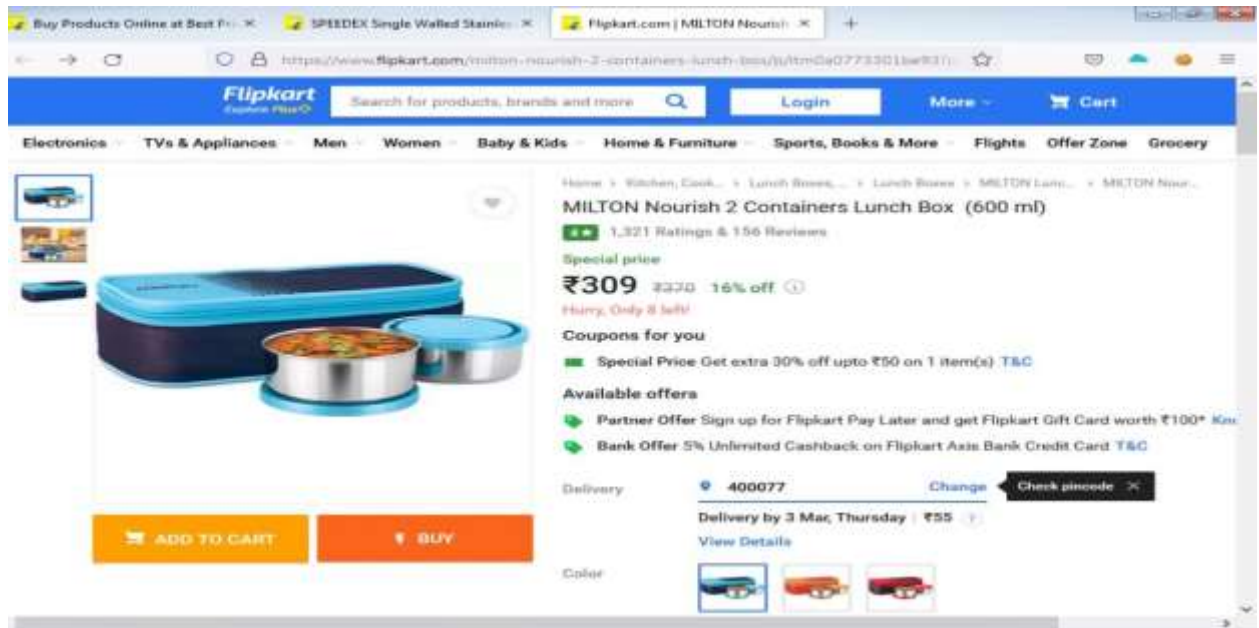 Buy Products Online at Best Pri
SPEEDEX Single Walled Stainles
Flipkart.com | MILTON Nourish
https://www.flipkart.com/milton-nourish-2-containers-lunch-box/p/
Flipkart
Explore Plus
Search for products, brands and more
Login
More
Cart
Electronics TVs & Appliances Men Women Baby & Kids Home & Furniture Sports, Books & More Flights Offer Zone Grocery
Home > Kitchen, Cook... > Lunch Boxes, ... > Lunch Boxes > MILTON Lunc... > MILTON Nour...
MILTON Nourish 2 Containers Lunch Box (600 ml)
1,321 Ratings & 156 Reviews
Special price
₹309 ₹370 16% off
Hurry, Only 8 left!
Coupons for you
Special Price Get extra 30% off upto ₹50 on 1 item(s) T&C
Available offers
Partner Offer Sign up for Flipkart Pay Later and get Flipkart Gift Card worth ₹100* Kno
Bank Offer 5% Unlimited Cashback on Flipkart Axis Bank Credit Card T&C
Delivery 400077 Change Check pincode
Delivery by 3 Mar, Thursday | ₹55 ?
View Details
ADD TO CART
BUY
Color